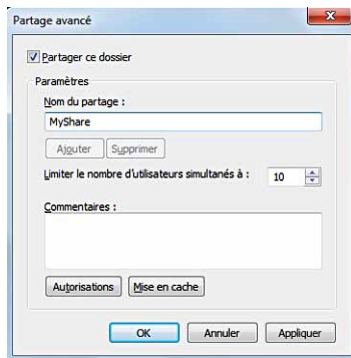 Partage avancé
Partager ce dossier
Paramètres
Nom du partage :
MyShare
Ajouter Supprimer
Limiter le nombre d'utilisateurs simultanés à : 10
Commentaires :
Autorisations Mise en cache
OK Annuler Appliquer